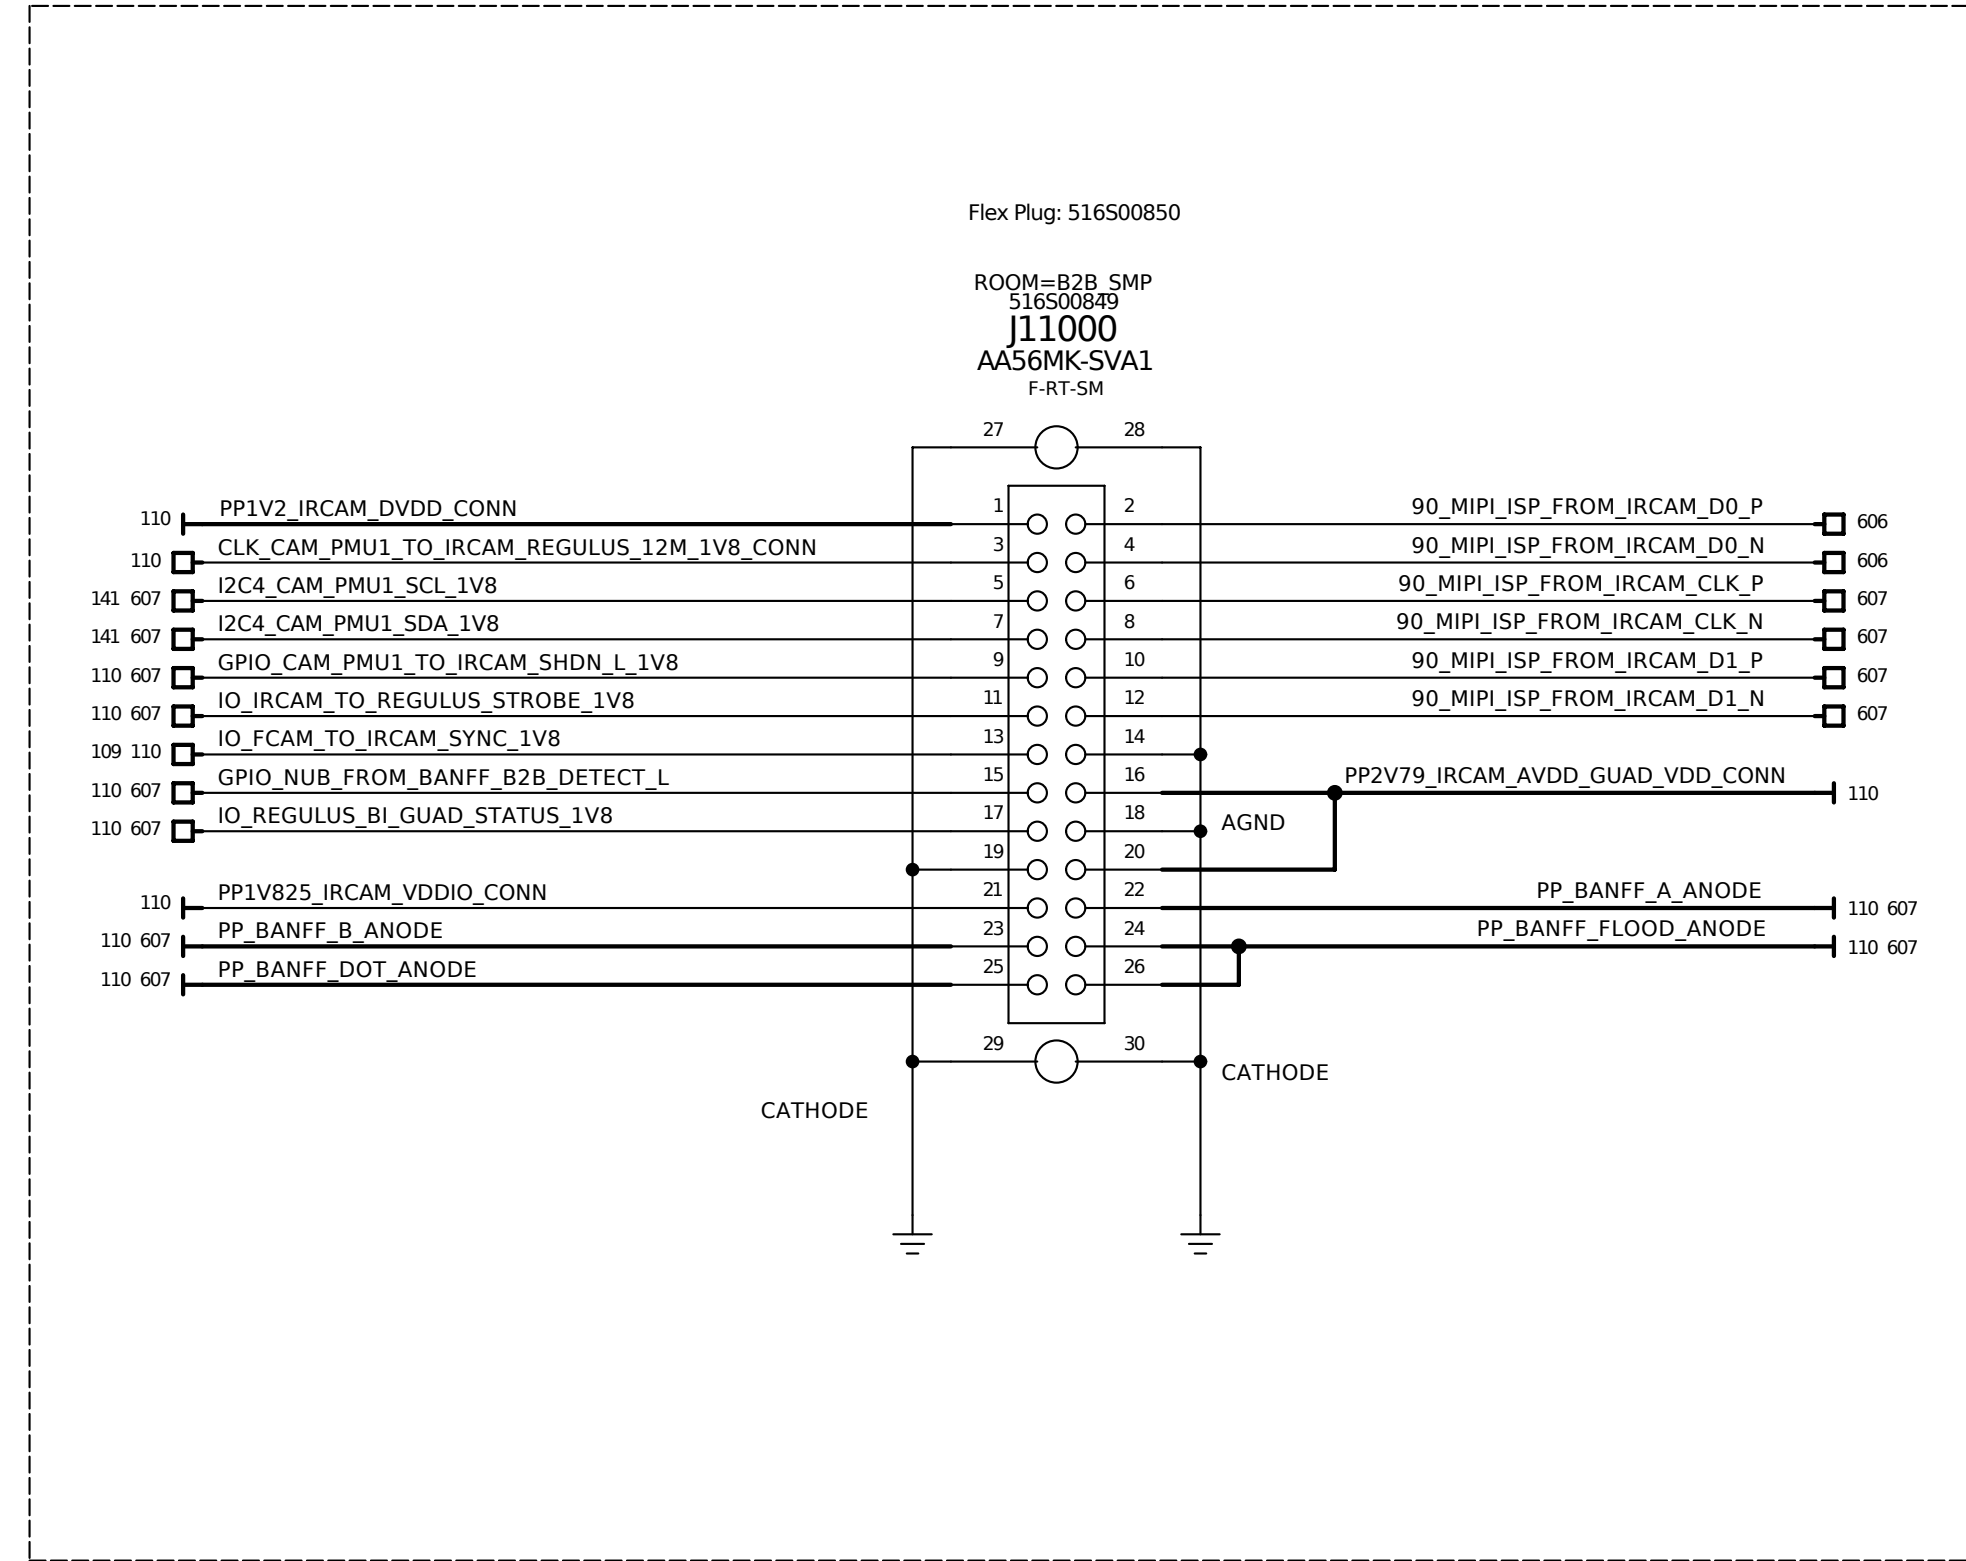 Flex Plug: 516S00850
ROOM=B2B_SMP
516S00849
J11000
AA56MK-SVA1
F-RT-SM
27 28
110 PP1V2_IRCAM_DVDD_CONN 1 2 90_MIPI_ISP_FROM_IRCAM_D0_P 606
110 CLK_CAM_PMU1_TO_IRCAM_REGULUS_12M_1V8_CONN 3 4 90_MIPI_ISP_FROM_IRCAM_D0_N 606
141 607 I2C4_CAM_PMU1_SCL_1V8 5 6 90_MIPI_ISP_FROM_IRCAM_CLK_P 607
141 607 I2C4_CAM_PMU1_SDA_1V8 7 8 90_MIPI_ISP_FROM_IRCAM_CLK_N 607
110 607 GPIO_CAM_PMU1_TO_IRCAM_SHDN_L_1V8 9 10 90_MIPI_ISP_FROM_IRCAM_D1_P 607
110 607 IO_IRCAM_TO_REGULUS_STROBE_1V8 11 12 90_MIPI_ISP_FROM_IRCAM_D1_N 607
109 110 IO_FCAM_TO_IRCAM_SYNC_1V8 13 14
110 607 GPIO_NUB_FROM_BANFF_B2B_DETECT_L 15 16 PP2V79_IRCAM_AVDD_GUAD_VDD_CONN 110
110 607 IO_REGULUS_BI_GUAD_STATUS_1V8 17 18 AGND
19 20
110 PP1V825_IRCAM_VDDIO_CONN 21 22 PP_BANFF_A_ANODE 110 607
110 607 PP_BANFF_B_ANODE 23 24 PP_BANFF_FLOOD_ANODE 110 607
110 607 PP_BANFF_DOT_ANODE 25 26
29 30
CATHODE
CATHODE